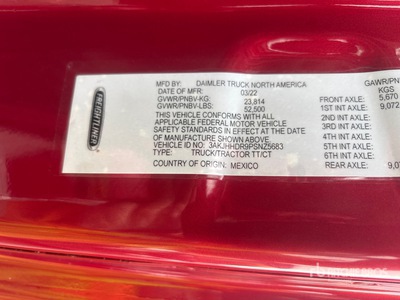 FREIGHTLINER
MFD BY: DAIMLER TRUCK NORTH AMERICA
DATE OF MFR: 03/22
GVWR/PNBV-KG: 23,814
GVWR/PNBV-LBS: 52,500
THIS VEHICLE CONFORMS WITH ALL
APPLICABLE FEDERAL MOTOR VEHICLE
SAFETY STANDARDS IN EFFECT AT DATE
OF MANUFACTURE SHOWN ABOVE.
VEHICLE ID NO.: 3AKJHHDR9PSNZ5683
TYPE: TRUCK/TRACTOR TT/CT
COUNTRY OF ORIGIN: MEXICO
GAWR/PN
KGS
FRONT AXLE: 5,670
1ST INT AXLE: 9,072
2ND INT AXLE:
3RD INT AXLE:
4TH INT AXLE:
5TH INT AXLE:
6TH INT AXLE:
REAR AXLE: 9,0